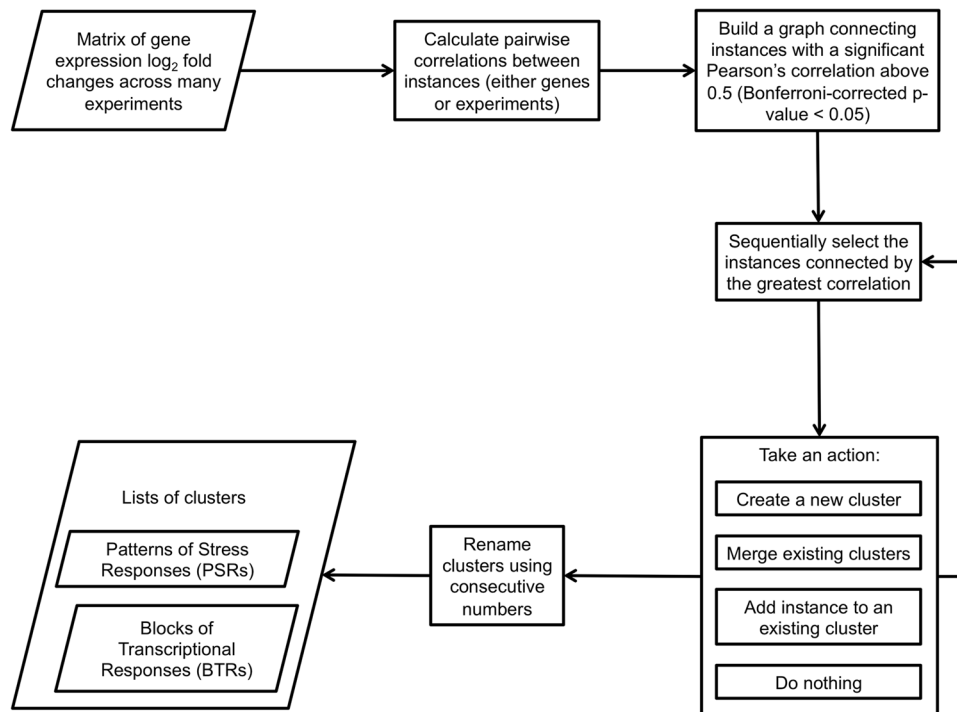 Matrix of gene
expression log₂ fold
changes across many
experiments
Calculate pairwise
correlations between
instances (either genes
or experiments)
Build a graph connecting
instances with a significant
Pearson's correlation above
0.5 (Bonferroni-corrected p-
value < 0.05)
Sequentially select the
instances connected by
the greatest correlation
Take an action:
Create a new cluster
Merge existing clusters
Add instance to an
existing cluster
Do nothing
Rename
clusters using
consecutive
numbers
Lists of clusters
Patterns of Stress
Responses (PSRs)
Blocks of
Transcriptional
Responses (BTRs)